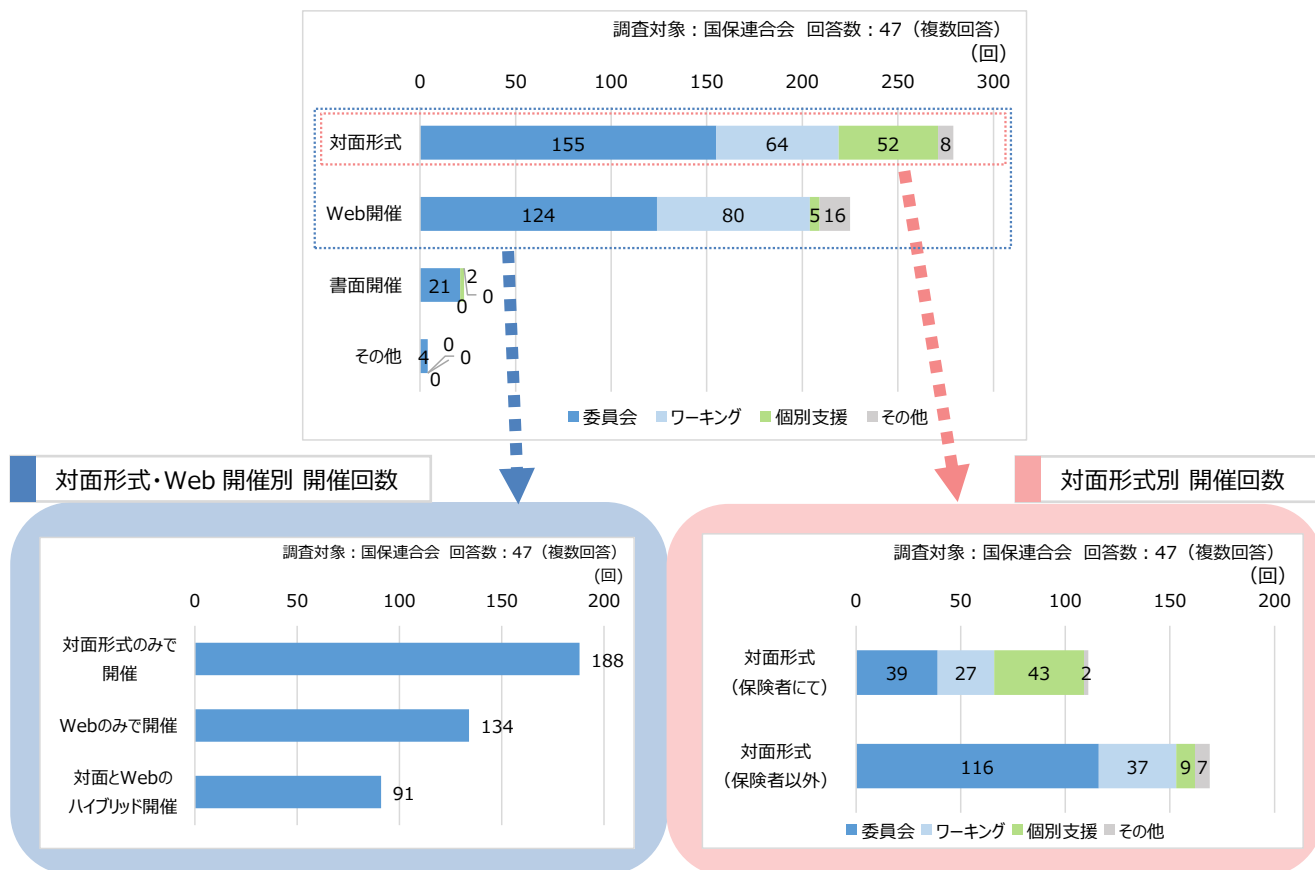 調査対象：国保連合会 回答数：47（複数回答）
（回）
0 50 100 150 200 250 300
対面形式 155 64 52 8
Web開催 124 80 5 16
書面開催 21 0 2 0
その他 4 0 0 0
委員会 ワーキング 個別支援 その他
対面形式・Web 開催別 開催回数
調査対象：国保連合会 回答数：47（複数回答）
（回）
0 50 100 150 200
対面形式のみで
開催
188
Webのみで開催 134
対面とWebの
ハイブリッド開催
91
対面形式別 開催回数
調査対象：国保連合会 回答数：47（複数回答）
（回）
0 50 100 150 200
対面形式
（保険者にて）
39 27 43 2
対面形式
（保険者以外）
116 37 9 7
委員会 ワーキング 個別支援 その他